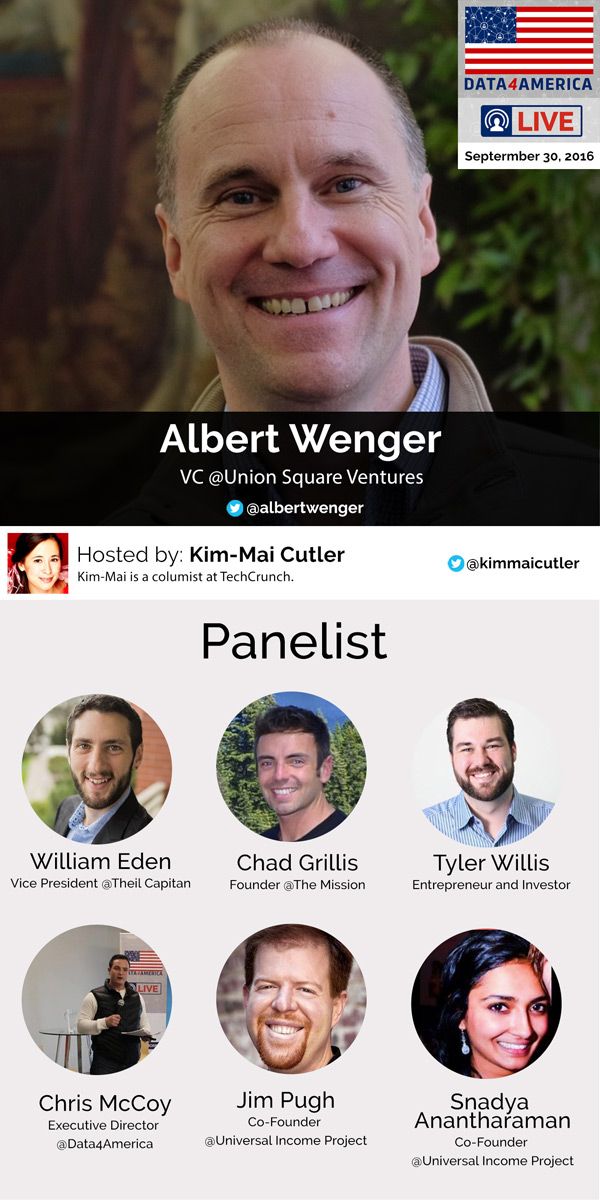 DATA4AMERICA
LIVE
Septermber 30, 2016
Albert Wenger
VC @Union Square Ventures
@albertwenger
Hosted by: Kim-Mai Cutler
Kim-Mai is a columist at TechCrunch.
@kimmaicutler
Panelist
William Eden
Vice President @Theil Capitan
Chad Grillis
Founder @The Mission
Tyler Willis
Entrepreneur and Investor
DATA4AMERICA
LIVE
Chris McCoy
Executive Director
@Data4America
Jim Pugh
Co-Founder
@Universal Income Project
Snadya
Anantharaman
Co-Founder
@Universal Income Project